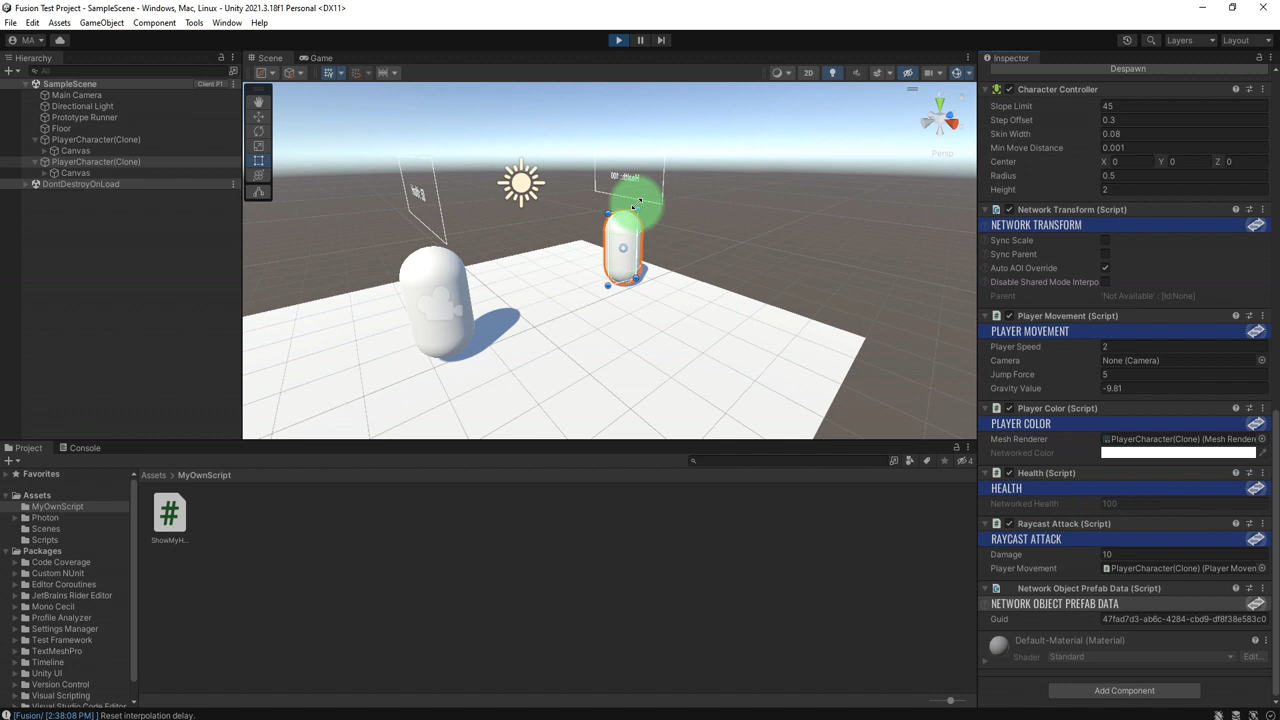 Fusion Test Project - SampleScene - Windows, Mac, Linux - Unity 2021.3.18f1 Personal <DX11>
File Edit Assets GameObject Component Tools Window Help
MA
Layers Layout
Hierarchy
All
SampleScene Client P1
Main Camera
Directional Light
Prototype Runner
Floor
PlayerCharacter(Clone)
Canvas
PlayerCharacter(Clone)
Canvas
DontDestroyOnLoad
Scene Game
2D
Persp
Health: 100
Inspector
Despawn
Character Controller
Slope Limit 45
Step Offset 0.3
Skin Width 0.08
Min Move Distance 0.001
Center X 0 Y 0 Z 0
Radius 0.5
Height 2
Network Transform (Script)
NETWORK TRANSFORM
Sync Scale
Sync Parent
Auto AOI Override
Disable Shared Mode Interpo
Parent 'Not Available' : [Id:None]
Player Movement (Script)
PLAYER MOVEMENT
Player Speed 2
Camera None (Camera)
Jump Force 5
Gravity Value -9.81
Player Color (Script)
PLAYER COLOR
Mesh Renderer PlayerCharacter(Clone) (Mesh Render
Networked Color
Health (Script)
HEALTH
Networked Health 100
Raycast Attack (Script)
RAYCAST ATTACK
Damage 10
Player Movement PlayerCharacter(Clone) (Player Moven
Network Object Prefab Data (Script)
NETWORK OBJECT PREFAB DATA
Guid 47fad7d3-ab6c-4284-cbd9-df8f38e583c0
Default-Material (Material)
Shader Standard Edit...
Add Component
Project Console
4
Favorites
Assets
MyOwnScript
Photon
Scenes
Scripts
Packages
Code Coverage
Custom NUnit
Editor Coroutines
JetBrains Rider Editor
Mono Cecil
Profile Analyzer
Settings Manager
Test Framework
TextMeshPro
Timeline
Unity UI
Version Control
Visual Scripting
Visual Studio Code Editor
Assets > MyOwnScript
ShowMyH...
[Fusion/ [2:38:08 PM] ] Reset interpolation delay.